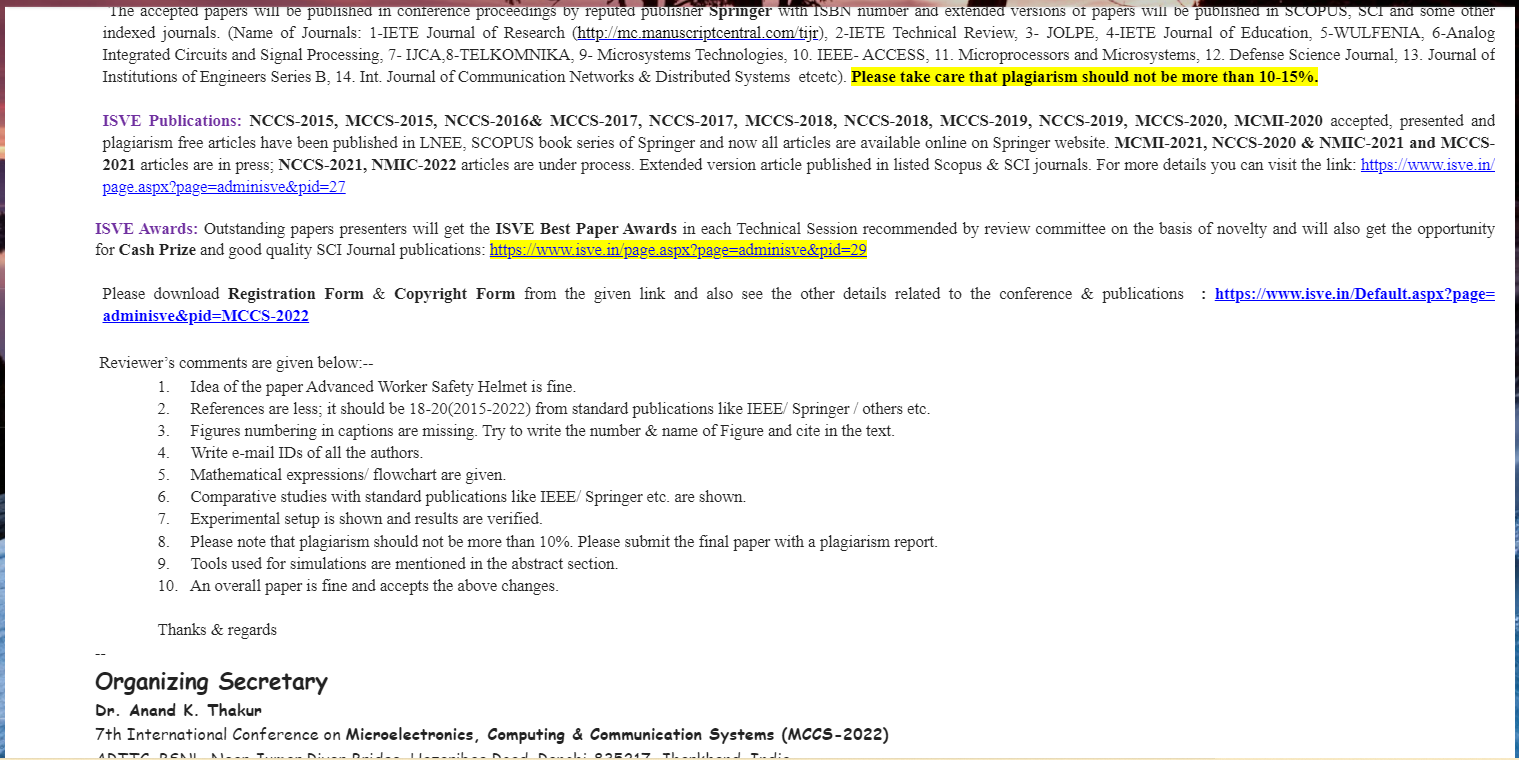 The accepted papers will be published in conference proceedings by reputed publisher Springer with ISBN number and extended versions of papers will be published in SCOPUS, SCI and some other
indexed journals. (Name of Journals: 1-IETE Journal of Research (http://mc.manuscriptcentral.com/tijr), 2-IETE Technical Review, 3- JOLPE, 4-IETE Journal of Education, 5-WULFENIA, 6-Analog
Integrated Circuits and Signal Processing, 7- IJCA,8-TELKOMNIKA, 9- Microsystems Technologies, 10. IEEE- ACCESS, 11. Microprocessors and Microsystems, 12. Defense Science Journal, 13. Journal of
Institutions of Engineers Series B, 14. Int. Journal of Communication Networks & Distributed Systems etcetc). Please take care that plagiarism should not be more than 10-15%.
ISVE Publications: NCCS-2015, MCCS-2015, NCCS-2016& MCCS-2017, NCCS-2017, MCCS-2018, NCCS-2018, MCCS-2019, NCCS-2019, MCCS-2020, MCMI-2020 accepted, presented and
plagiarism free articles have been published in LNEE, SCOPUS book series of Springer and now all articles are available online on Springer website. MCMI-2021, NCCS-2020 & NMIC-2021 and MCCS-
2021 articles are in press; NCCS-2021, NMIC-2022 articles are under process. Extended version article published in listed Scopus & SCI journals. For more details you can visit the link: https://www.isve.in/
page.aspx?page=adminisve&pid=27
ISVE Awards: Outstanding papers presenters will get the ISVE Best Paper Awards in each Technical Session recommended by review committee on the basis of novelty and will also get the opportunity
for Cash Prize and good quality SCI Journal publications: https://www.isve.in/page.aspx?page=adminisve&pid=29
Please download Registration Form & Copyright Form from the given link and also see the other details related to the conference & publications : https://www.isve.in/Default.aspx?page=
adminisve&pid=MCCS-2022
Reviewer's comments are given below:--
1. Idea of the paper Advanced Worker Safety Helmet is fine.
2. References are less; it should be 18-20(2015-2022) from standard publications like IEEE/ Springer / others etc.
3. Figures numbering in captions are missing. Try to write the number & name of Figure and cite in the text.
4. Write e-mail IDs of all the authors.
5. Mathematical expressions/ flowchart are given.
6. Comparative studies with standard publications like IEEE/ Springer etc. are shown.
7. Experimental setup is shown and results are verified.
8. Please note that plagiarism should not be more than 10%. Please submit the final paper with a plagiarism report.
9. Tools used for simulations are mentioned in the abstract section.
10. An overall paper is fine and accepts the above changes.
Thanks & regards
--
Organizing Secretary
Dr. Anand K. Thakur
7th International Conference on Microelectronics, Computing & Communication Systems (MCCS-2022)